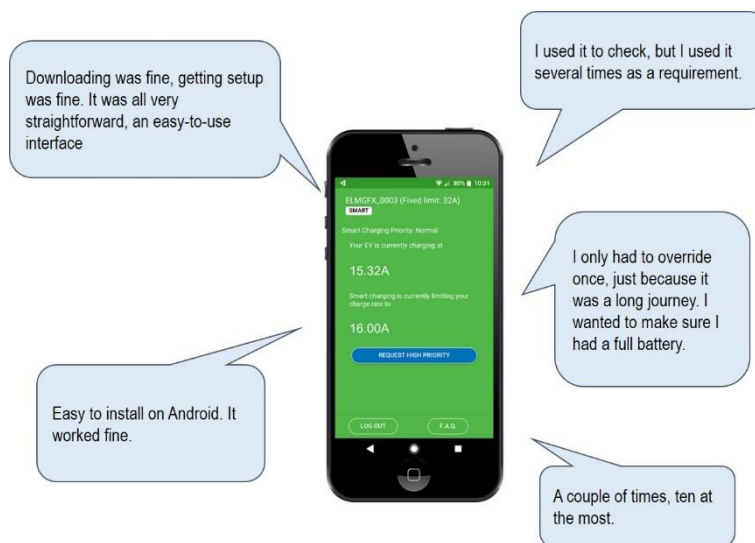 Downloading was fine, getting setup
was fine. It was all very
straightforward, an easy-to-use
interface
I used it to check, but I used it
several times as a requirement.
80% 10:31
ELMGFX_0003 (Fixed limit: 32A)
SMART
Smart Charging Priority: Normal
Your EV is currently charging at
15.32A
Smart charging is currently limiting your
charge rate to
16.00A
REQUEST HIGH PRIORITY
LOG OUT
F.A.Q.
I only had to override
once, just because it
was a long journey. I
wanted to make sure I
had a full battery.
Easy to install on Android. It
worked fine.
A couple of times, ten at
the most.